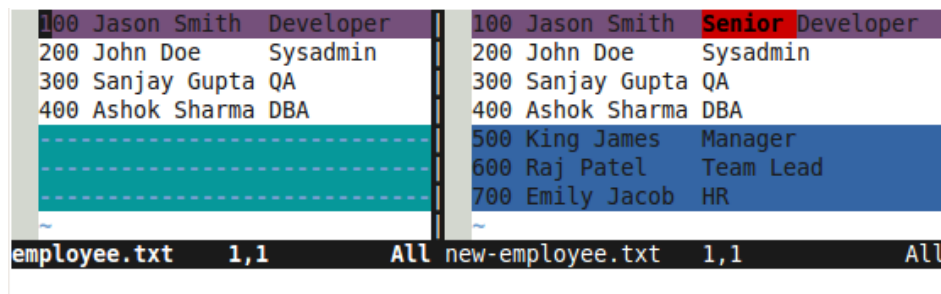 100 Jason Smith  Developer     | 100 Jason Smith  Senior Developer
200 John Doe     Sysadmin      | 200 John Doe     Sysadmin
300 Sanjay Gupta QA            | 300 Sanjay Gupta QA
400 Ashok Sharma DBA           | 400 Ashok Sharma DBA
-----------------------------| 500 King James   Manager
-----------------------------| 600 Raj Patel    Team Lead
-----------------------------| 700 Emily Jacob  HR
~                              | ~
employee.txt    1,1         All new-employee.txt   1,1            All